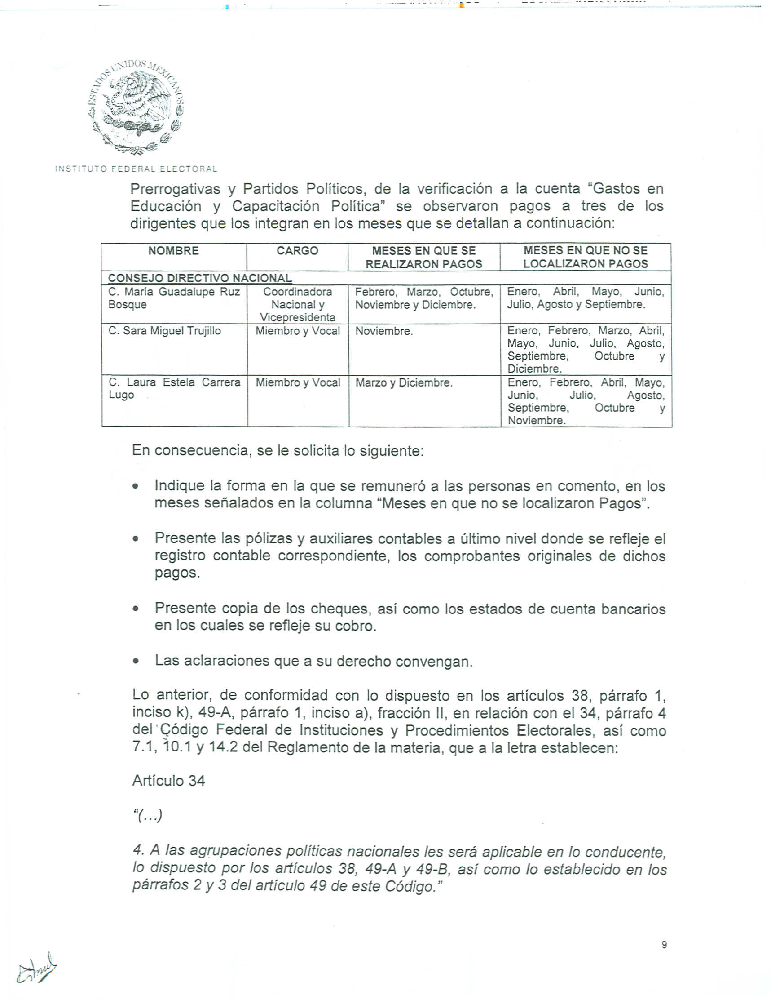 ESTADOS UNIDOS MEXICANOS
INSTITUTO FEDERAL ELECTORAL
Prerrogativas y Partidos Políticos, de la verificación a la cuenta “Gastos en
Educación y Capacitación Política” se observaron pagos a tres de los
dirigentes que los integran en los meses que se detallan a continuación:
NOMBRE
CARGO
MESES EN QUE SE
REALIZARON PAGOS
MESES EN QUE NO SE
LOCALIZARON PAGOS
CONSEJO DIRECTIVO NACIONAL
C. María Guadalupe Ruz
Bosque
Coordinadora
Nacional y
Vicepresidenta
Febrero, Marzo, Octubre,
Noviembre y Diciembre.
Enero, Abril, Mayo, Junio,
Julio, Agosto y Septiembre.
C. Sara Miguel Trujillo
Miembro y Vocal
Noviembre.
Enero, Febrero, Marzo, Abril,
Mayo, Junio, Julio, Agosto,
Septiembre, Octubre y
Diciembre.
C. Laura Estela Carrera
Lugo
Miembro y Vocal
Marzo y Diciembre.
Enero, Febrero, Abril, Mayo,
Junio, Julio, Agosto,
Septiembre, Octubre y
Noviembre.
En consecuencia, se le solicita lo siguiente:
• Indique la forma en la que se remuneró a las personas en comento, en los
meses señalados en la columna “Meses en que no se localizaron Pagos”.
• Presente las pólizas y auxiliares contables a último nivel donde se refleje el
registro contable correspondiente, los comprobantes originales de dichos
pagos.
• Presente copia de los cheques, así como los estados de cuenta bancarios
en los cuales se refleje su cobro.
• Las aclaraciones que a su derecho convengan.
Lo anterior, de conformidad con lo dispuesto en los artículos 38, párrafo 1,
inciso k), 49-A, párrafo 1, inciso a), fracción II, en relación con el 34, párrafo 4
del Código Federal de Instituciones y Procedimientos Electorales, así como
7.1, 10.1 y 14.2 del Reglamento de la materia, que a la letra establecen:
Artículo 34
“(...)
4. A las agrupaciones políticas nacionales les será aplicable en lo conducente,
lo dispuesto por los artículos 38, 49-A y 49-B, así como lo establecido en los
párrafos 2 y 3 del artículo 49 de este Código.”
9